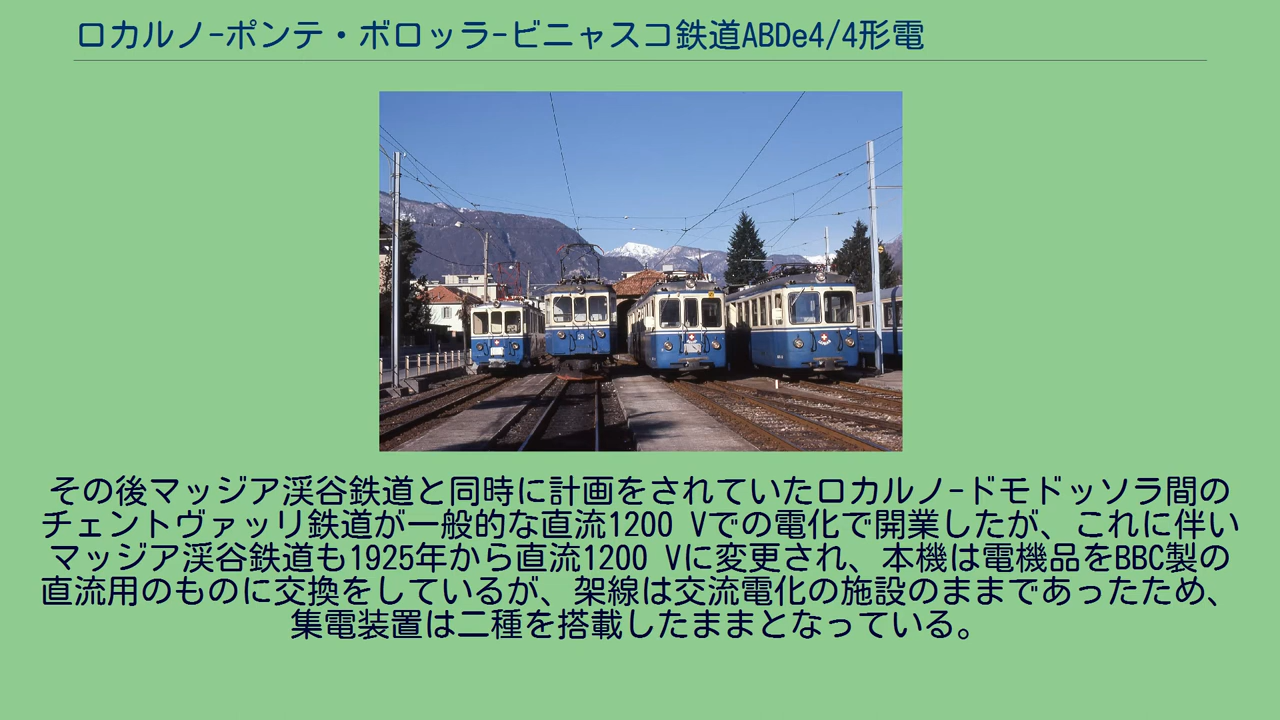 ロカルノ-ポンテ・ボロッラ-ビニャスコ鉄道ABDe4/4形電
その後マッジア渓谷鉄道と同時に計画をされていたロカルノ-ドモドッソラ間の
チェントヴァッリ鉄道が一般的な直流1200 Vでの電化で開業したが、これに伴い
マッジア渓谷鉄道も1925年から直流1200 Vに変更され、本機は電機品をBBC製の
直流用のものに交換をしているが、架線は交流電化の施設のままであったため、
集電装置は二種を搭載したままとなっている。